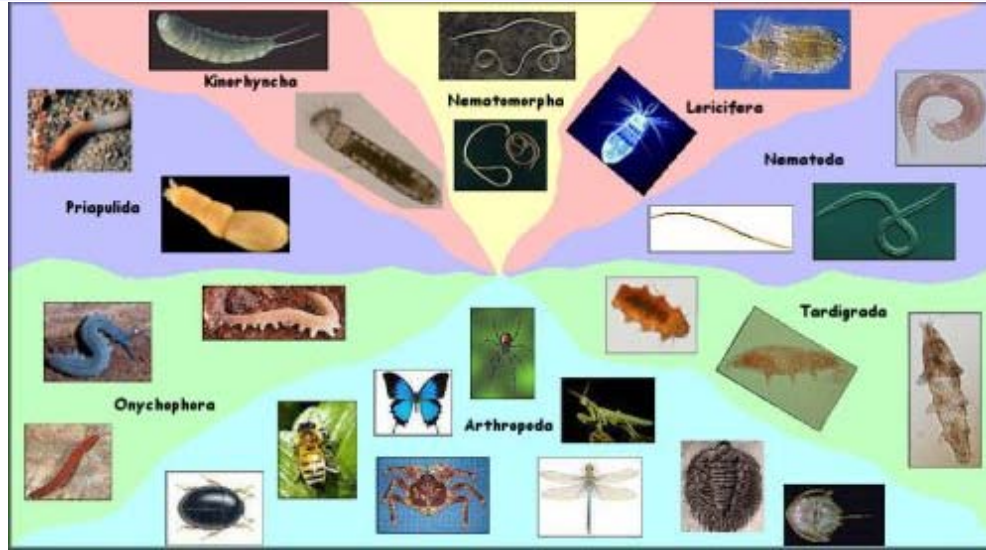 Kinorhyncha
Nematomorpha
Loricifera
Nematoda
Priapulida
Tardigrada
Onychophora
Arthropoda